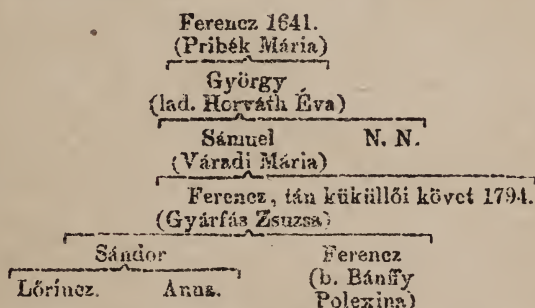 Ferencz 1641.
(Pribék Mária)
György
(lad. Horváth Éva)
Sámuel N. N.
(Váradi Mária)
Ferencz, tán küküllői követ 1794.
(Gyárfás Zsuzsa)
Sándor Ferencz
(b. Bánffy
Lőrincz. Anna. Polexina)